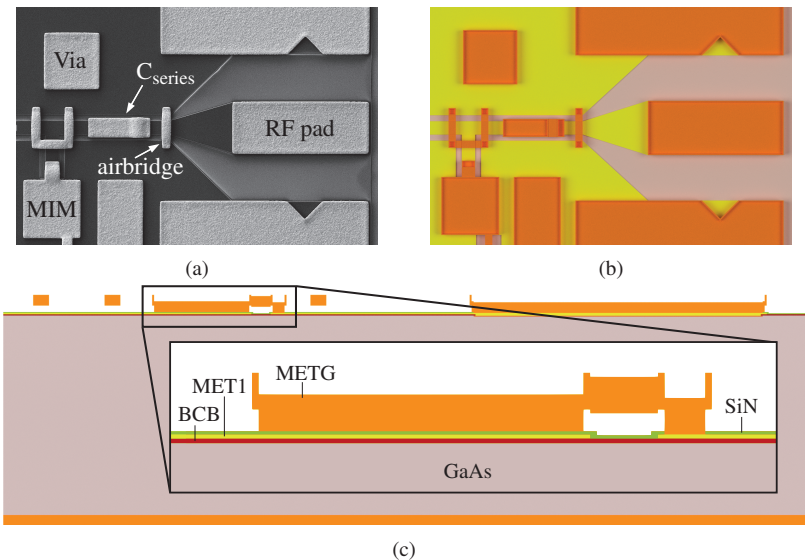 Via
C_series
RF pad
airbridge
MIM
(a)
(b)
METG
MET1
BCB
SiN
GaAs
(c)